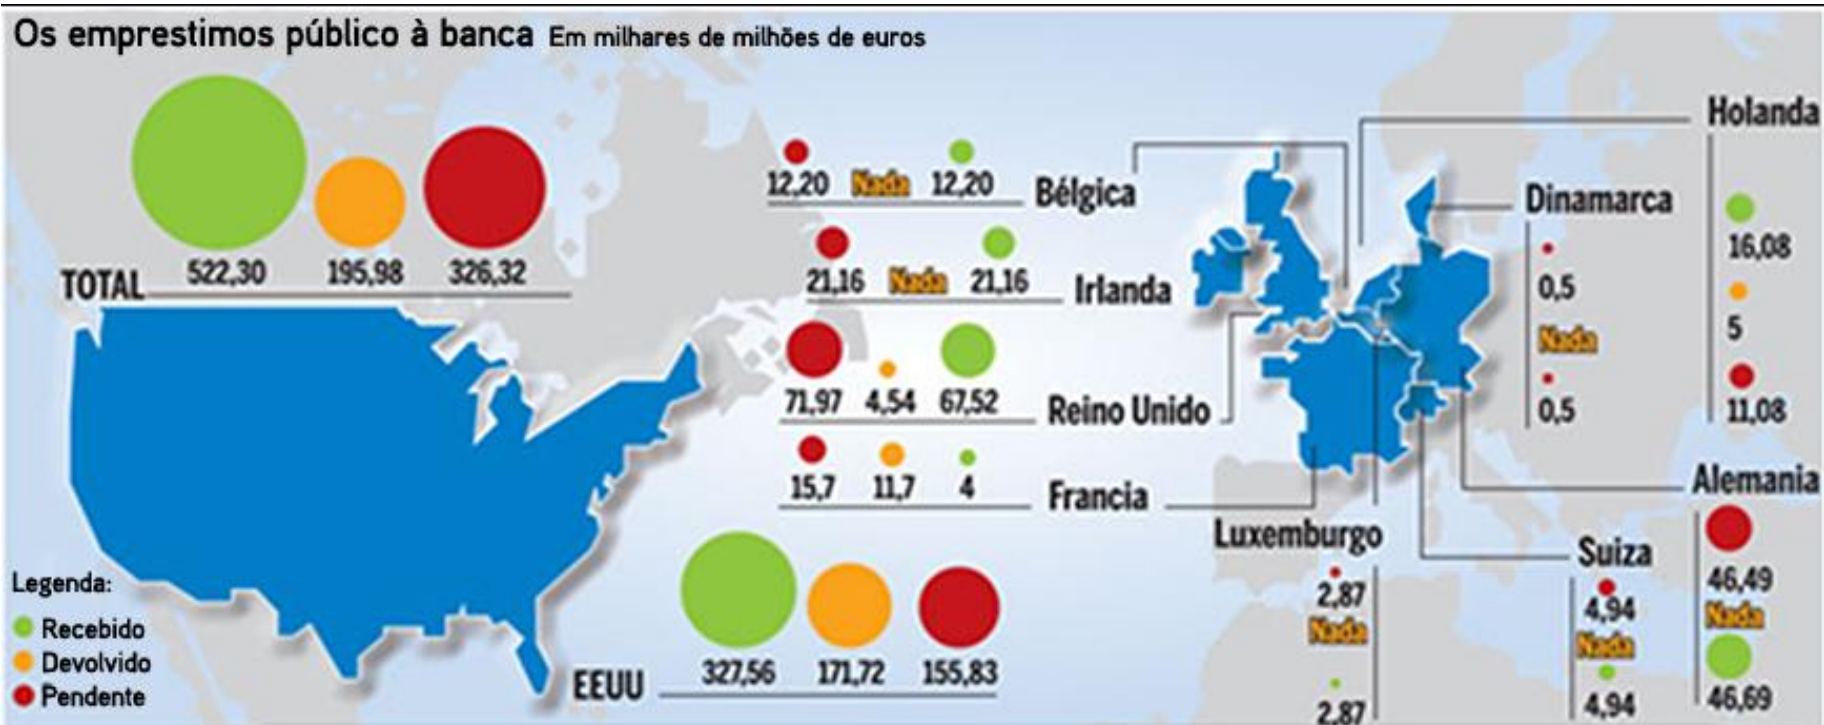 Os emprestimos público à banca Em milhares de milhões de euros
522,30 195,98 326,32
TOTAL
12,20 Nada 12,20
Bélgica
21,16 Nada 21,16
Irlanda
71,97 4,54 67,52
Reino Unido
15,7 11,7 4
Francia
Holanda
16,08
5
11,08
Dinamarca
0,5
Nada
0,5
Alemania
46,49
Nada
46,69
Suiza
4,94
Nada
4,94
Luxemburgo
2,87
Nada
2,87
327,56 171,72 155,83
EEUU
Legenda:
Recebido
Devolvido
Pendente